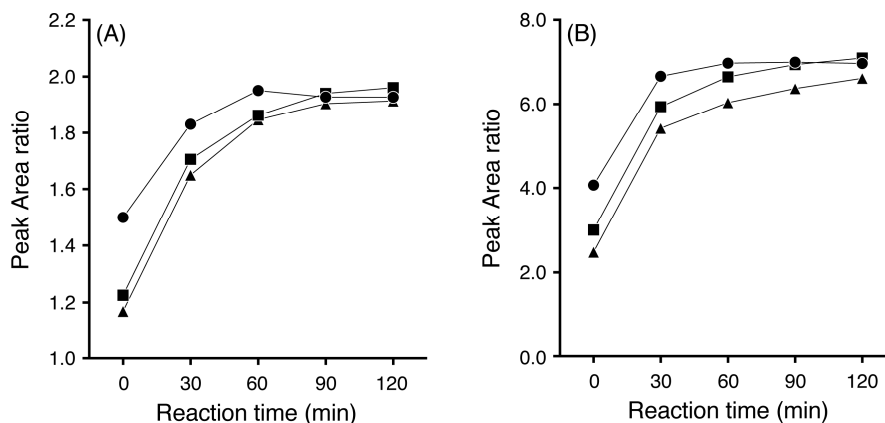 (A)
Peak Area ratio
2.2
2.0
1.8
1.6
1.4
1.2
1.0
0 30 60 90 120
Reaction time (min)
(B)
Peak Area ratio
8.0
6.0
4.0
2.0
0.0
0 30 60 90 120
Reaction time (min)